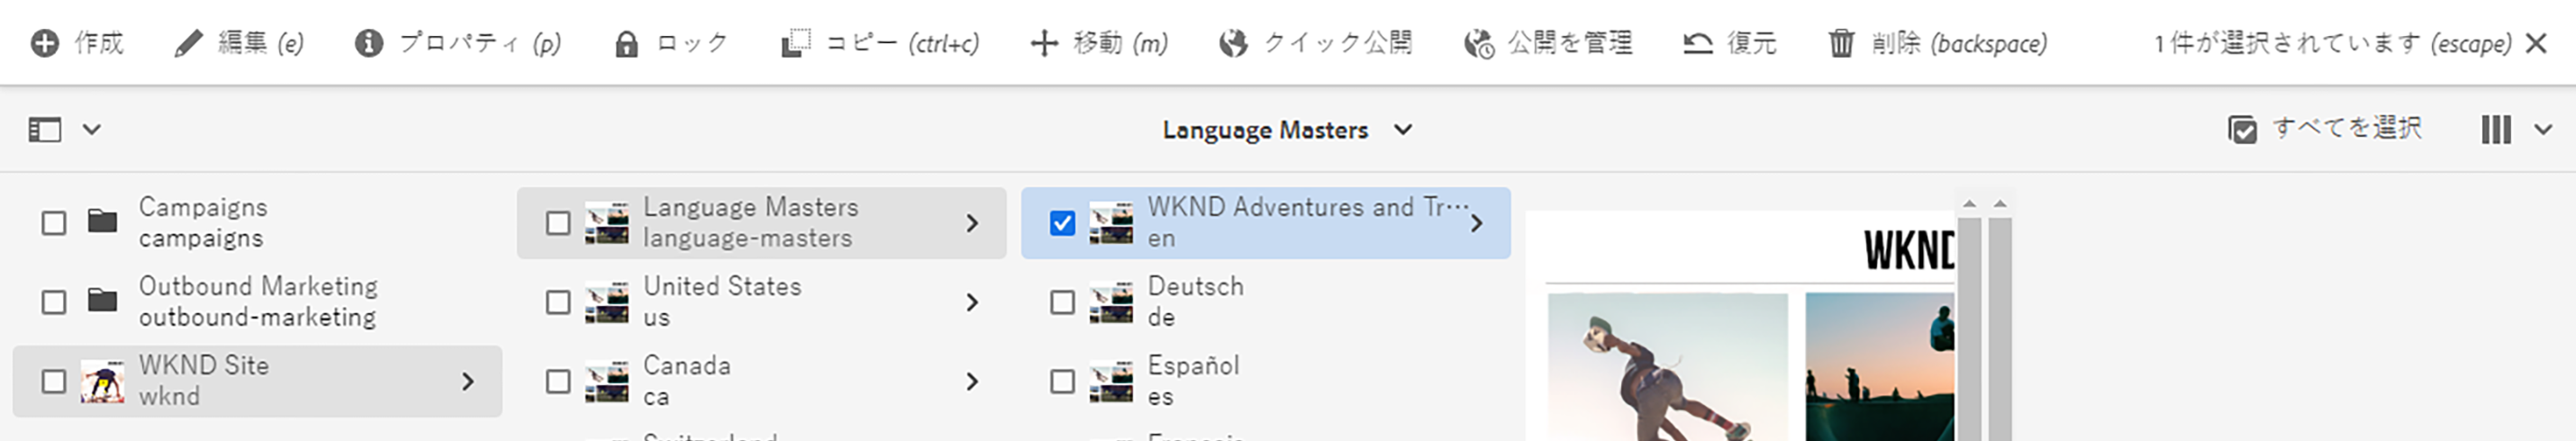 作成 編集 (e) プロパティ (p) ロック コピー (ctrl+c) 移動 (m) クイック公開 公開を管理 復元 削除 (backspace) 1 件が選択されています (escape)
Language Masters すべてを選択
Campaigns
campaigns
Outbound Marketing
outbound-marketing
WKND Site
wknd
Language Masters
language-masters
United States
us
Canada
ca
Switzerland
WKND Adventures and Tr...
en
Deutsch
de
Español
es
Français
WKND